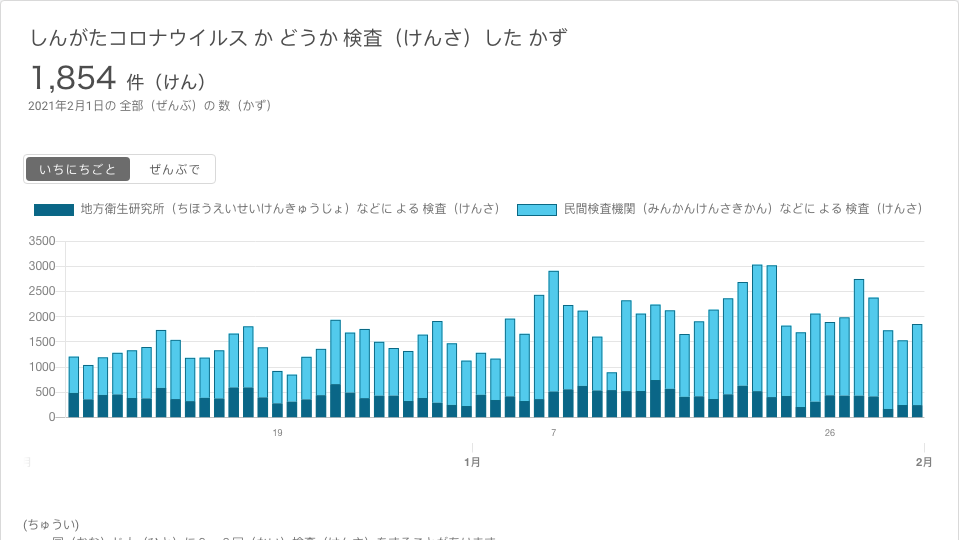 しんがたコロナウイルス か どうか 検査（けんさ）した かず
1,854 件（けん）
2021年2月1日の 全部（ぜんぶ）の 数（かず）
いちにちごと ぜんぶで
地方衛生研究所（ちほうえいせいけんきゅうじょ）などに よる 検査（けんさ） 民間検査機関（みんかんけんさきかん）などに よる 検査（けんさ）
3500
3000
2500
2000
1500
1000
500
0
19 7 26
1月 2月
(ちゅうい)